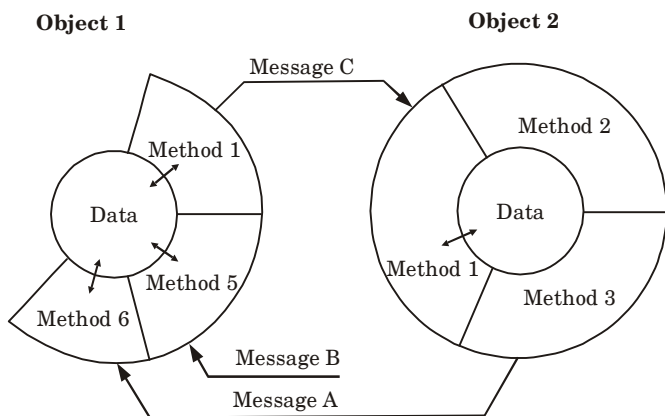 Object 1
Object 2
Message C
Method 1
Method 2
Data
Data
Method 1
Method 5
Method 6
Method 3
Message B
Message A